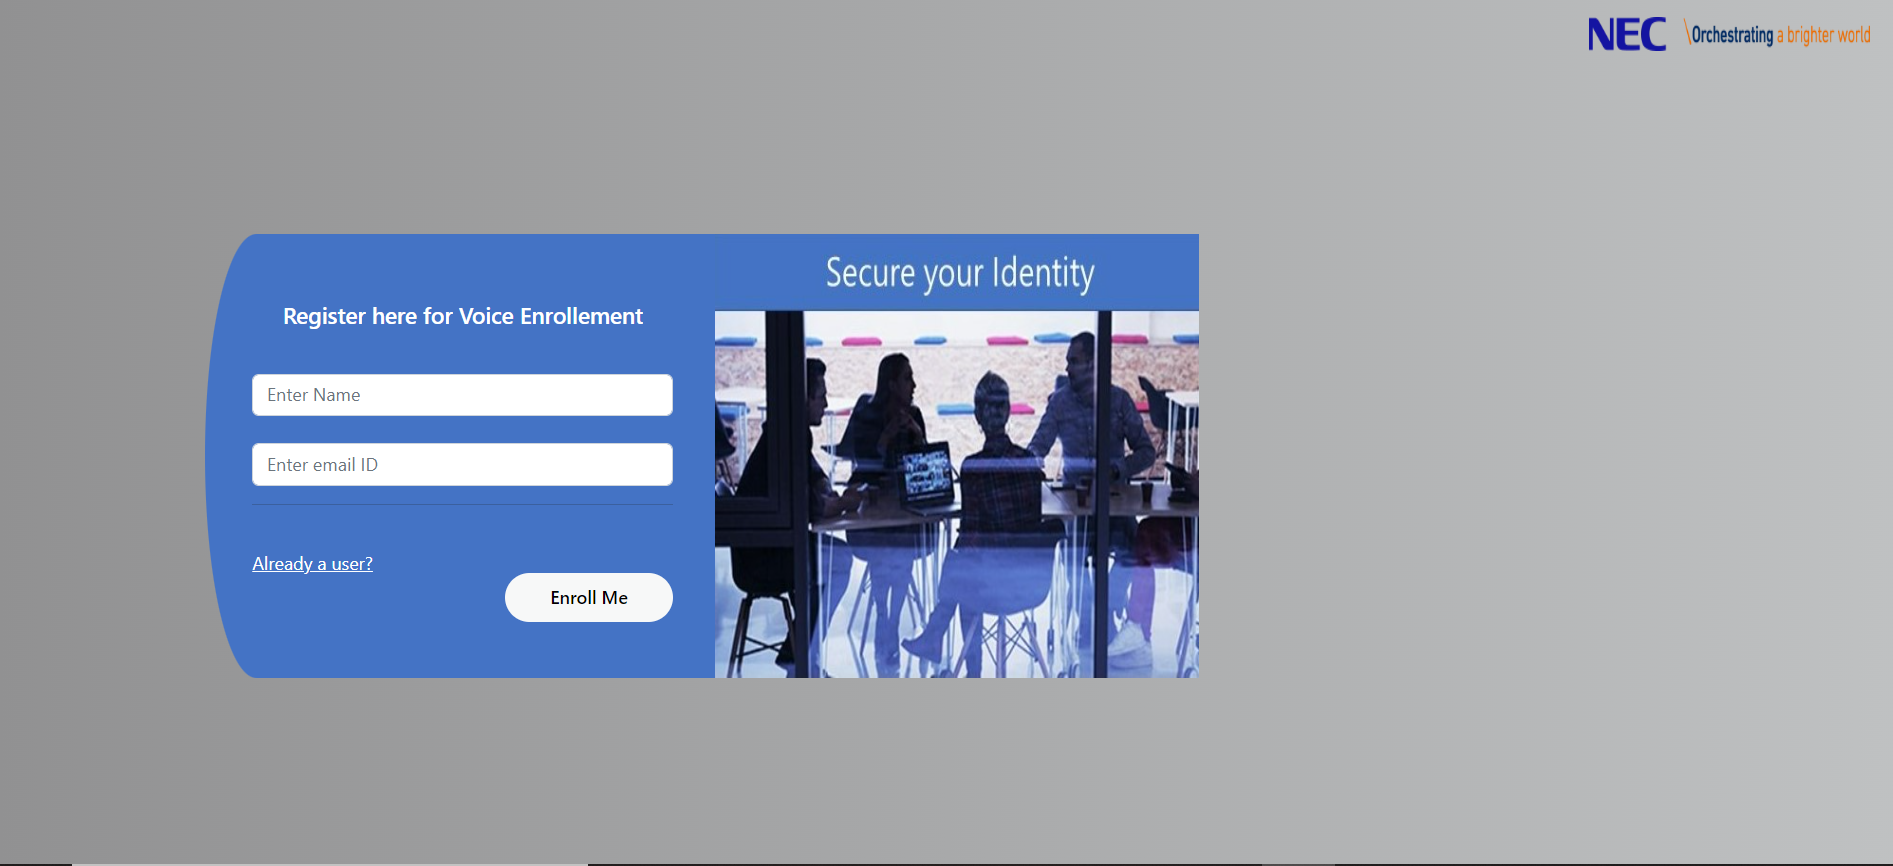 NEC \Orchestrating a brighter world
Secure your Identity
Register here for Voice Enrollement
Enter Name
Enter email ID
Already a user?
Enroll Me